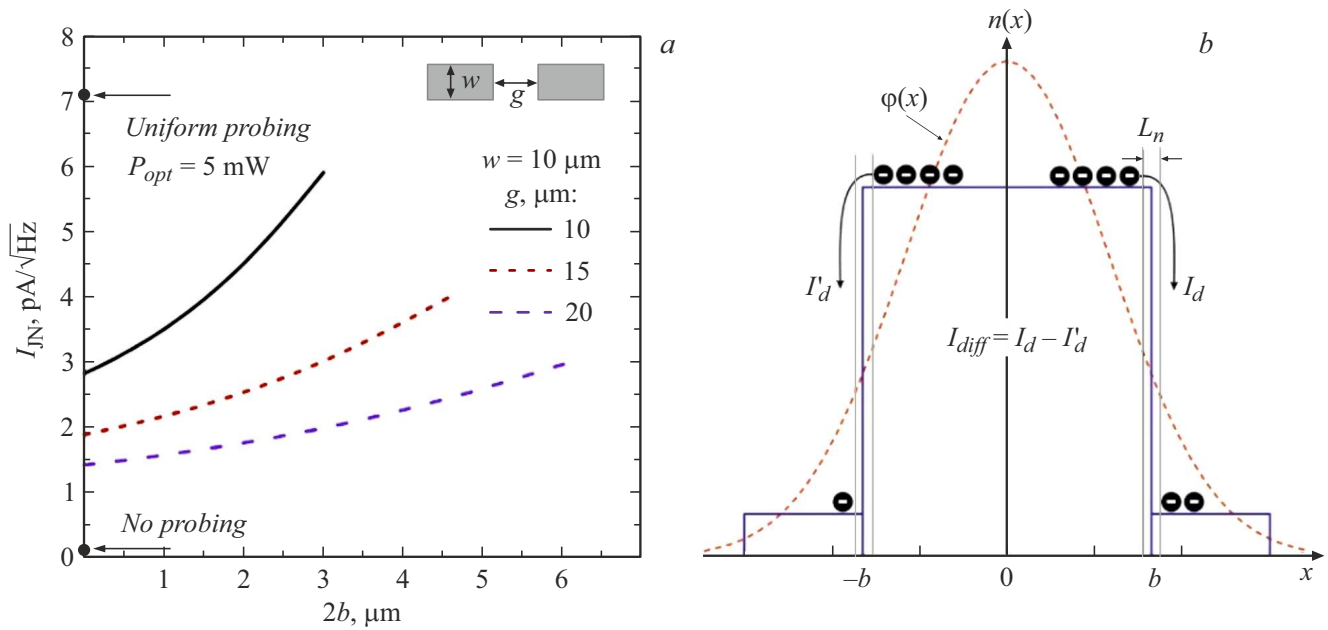 a
8
7
6
5
4
3
2
1
0
I_JN, pA/√Hz
w
g
Uniform probing
P_opt = 5 mW
w = 10 μm
g, μm:
10
15
20
No probing
1
2
3
4
5
6
2b, μm
b
n(x)
φ(x)
L_n
I'_d
I_d
I_diff = I_d – I'_d
–b
0
b
x